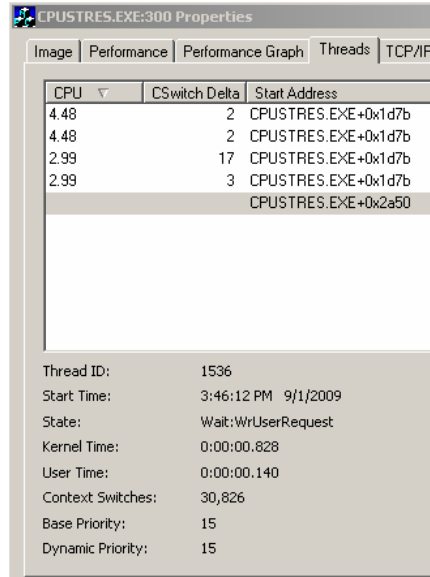 CPUSTRES.EXE:300 Properties
Image Performance Performance Graph Threads TCP/IP
CPU CSwitch Delta Start Address
4.48 2 CPUSTRES.EXE+0x1d7b
4.48 2 CPUSTRES.EXE+0x1d7b
2.99 17 CPUSTRES.EXE+0x1d7b
2.99 3 CPUSTRES.EXE+0x1d7b
CPUSTRES.EXE+0x2a50
Thread ID: 1536
Start Time: 3:46:12 PM 9/1/2009
State: Wait:WrUserRequest
Kernel Time: 0:00:00.828
User Time: 0:00:00.140
Context Switches: 30,826
Base Priority: 15
Dynamic Priority: 15